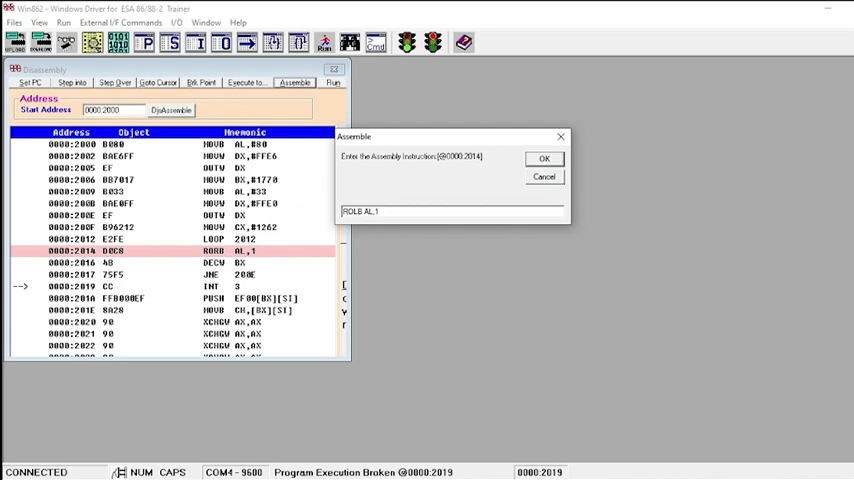 Win862 - Windows Driver for ESA 86/88-2 Trainer
Files View Run External I/F Commands I/O Window Help
UPLOAD DOWNLOAD 0101 1010 P S I O Run >_ Cmd
Disassembly
Set PC Step into Step Over Goto Cursor Brk Point Execute to... Assemble Run
Address
Start Address 0000:2000 DisAssemble
Address Object Mnemonic
0000:2000 B080 MOVB AL,#80
0000:2002 BAE6FF MOVW DX,#FFE6
0000:2005 EF OUTW DX
0000:2006 BB7017 MOVW BX,#1770
0000:2009 B033 MOVB AL,#33
0000:200B BAE0FF MOVW DX,#FFE0
0000:200E EF OUTW DX
0000:200F B96212 MOVW CX,#1262
0000:2012 E2FE LOOP 2012
0000:2014 D0C8 RORB AL,1
0000:2016 4B DECW BX
0000:2017 75F5 JNE 200E
--> 0000:2019 CC INT 3
0000:201A FFB000EF PUSH EF00[BX][SI]
0000:201E 8A28 MOVB CH,[BX][SI]
0000:2020 90 XCHGW AX,AX
0000:2021 90 XCHGW AX,AX
0000:2022 90 XCHGW AX,AX
Assemble
Enter the Assembly Instruction:[@0000:2014]
OK
Cancel
ROLB AL,1
CONNECTED NUM CAPS COM4 - 9600 Program Execution Broken @0000:2019 0000:2019